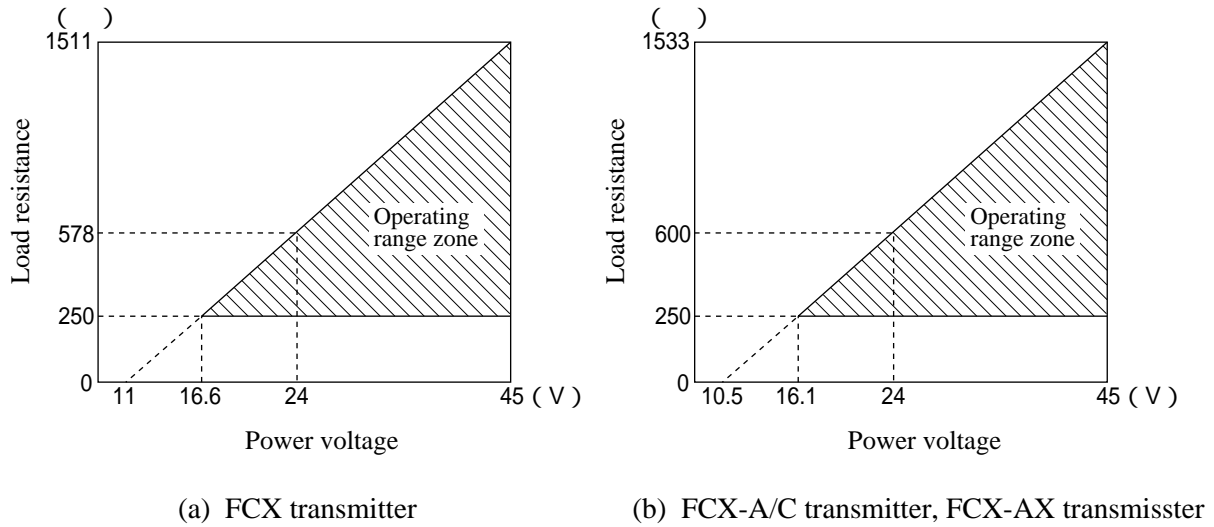 ( )
1511
Load resistance
578
250
0
Operating
range zone
11 16.6 24 45 ( V )
Power voltage
(a) FCX transmitter
( )
1533
Load resistance
600
250
0
Operating
range zone
10.5 16.1 24 45 ( V )
Power voltage
(b) FCX-A/C transmitter, FCX-AX transmisster